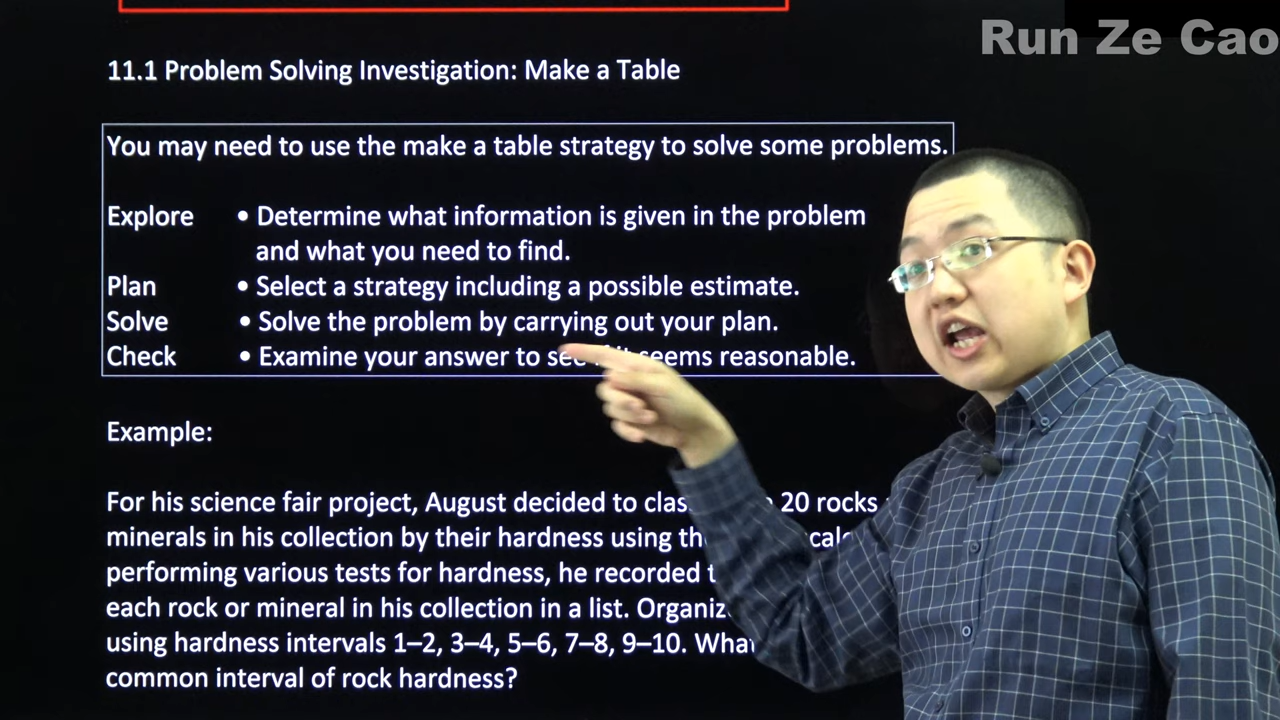 Run Ze Cao
11.1 Problem Solving Investigation: Make a Table
You may need to use the make a table strategy to solve some problems.
Explore • Determine what information is given in the problem
and what you need to find.
Plan • Select a strategy including a possible estimate.
Solve • Solve the problem by carrying out your plan.
Check • Examine your answer to see if it seems reasonable.
Example:
For his science fair project, August decided to 20 rocks
minerals in his collection by their hardness using
performing various tests for hardness, he recorded
each rock or mineral in his collection in a list.
using hardness intervals 1–2, 3–4, 5–6, 7–8, 9–10. What
common interval of rock hardness?